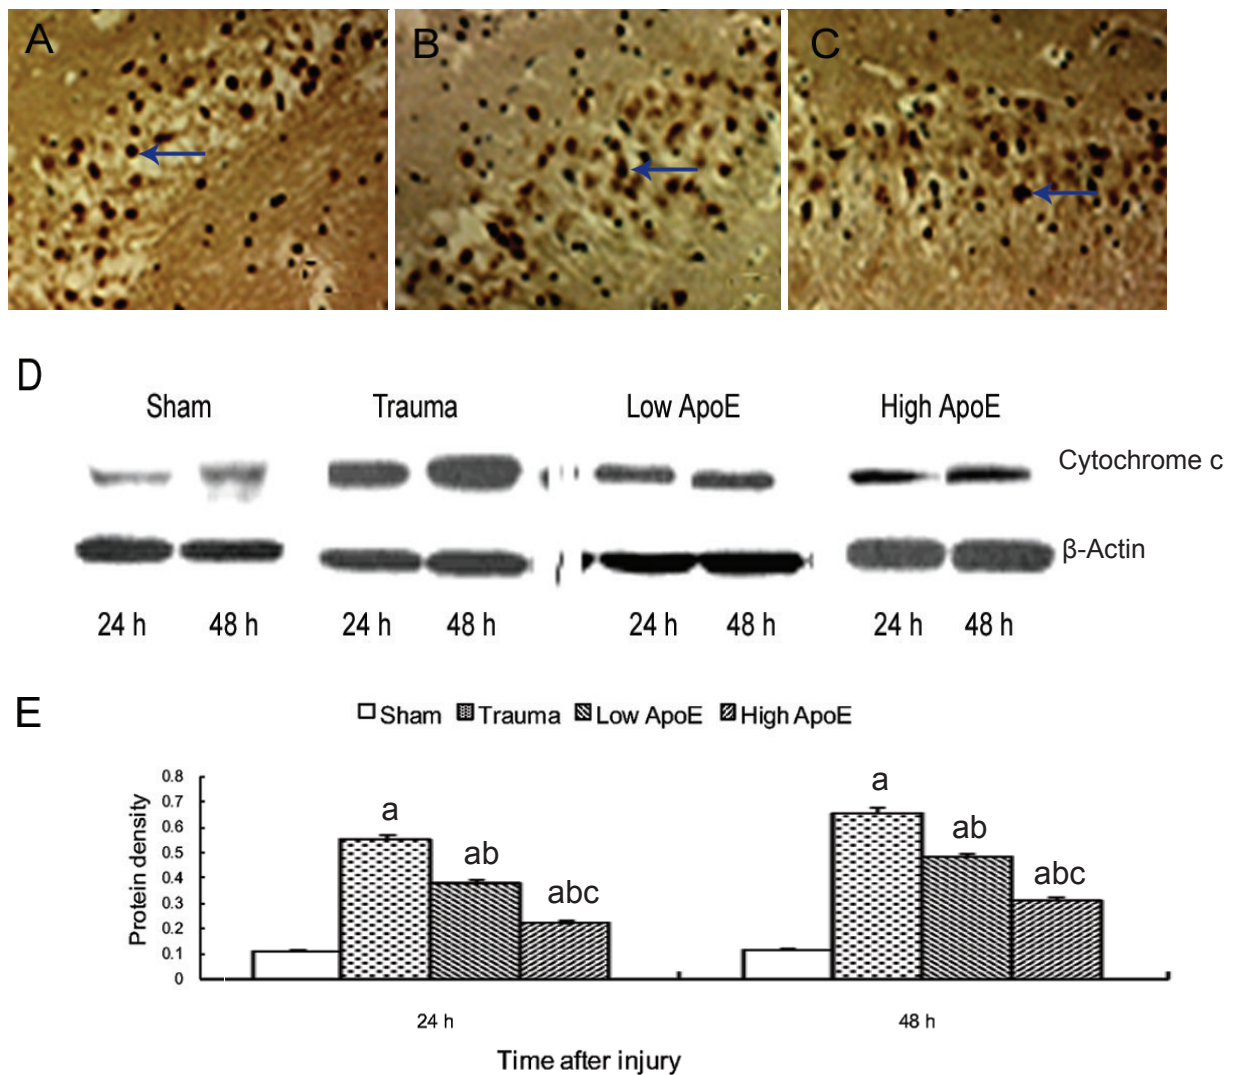 A
B
C
D
Sham Trauma Low ApoE High ApoE
Cytochrome c
β-Actin
24 h 48 h 24 h 48 h 24 h 48 h 24 h 48 h
E
Sham Trauma Low ApoE High ApoE
Protein density
0.8
0.7
0.6
0.5
0.4
0.3
0.2
0.1
0
a
ab
abc
a
ab
abc
24 h 48 h
Time after injury